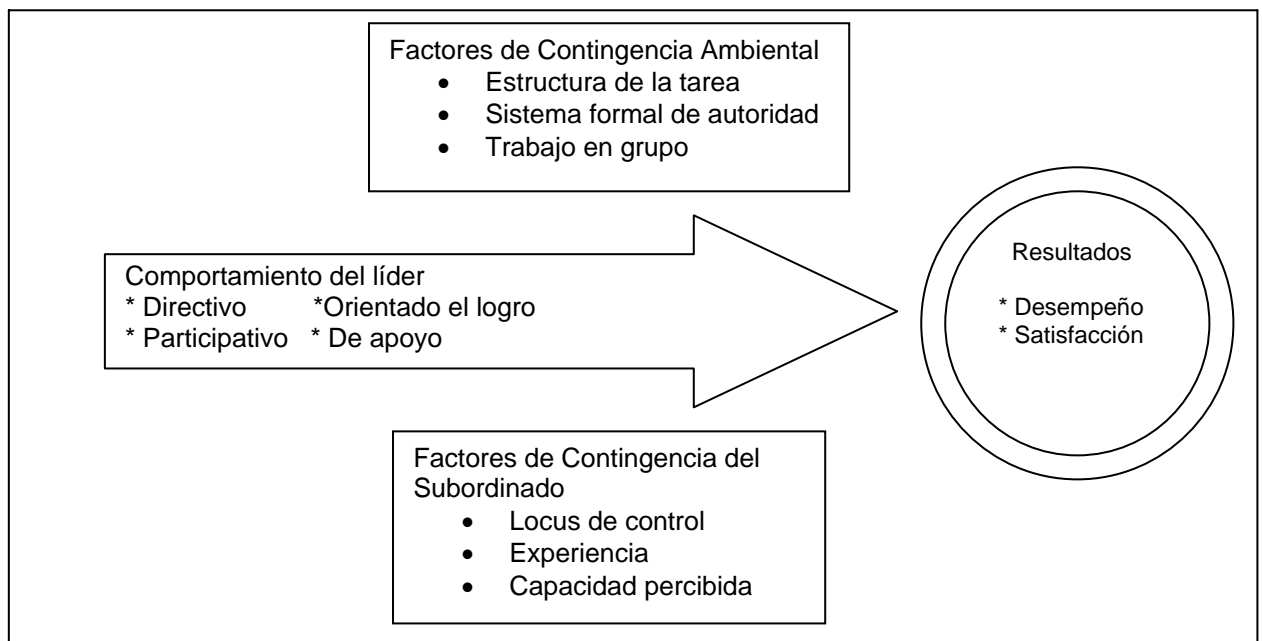 Factores de Contingencia Ambiental
• Estructura de la tarea
• Sistema formal de autoridad
• Trabajo en grupo
Comportamiento del líder
* Directivo *Orientado el logro
* Participativo * De apoyo
Resultados
* Desempeño
* Satisfacción
Factores de Contingencia del
Subordinado
• Locus de control
• Experiencia
• Capacidad percibida